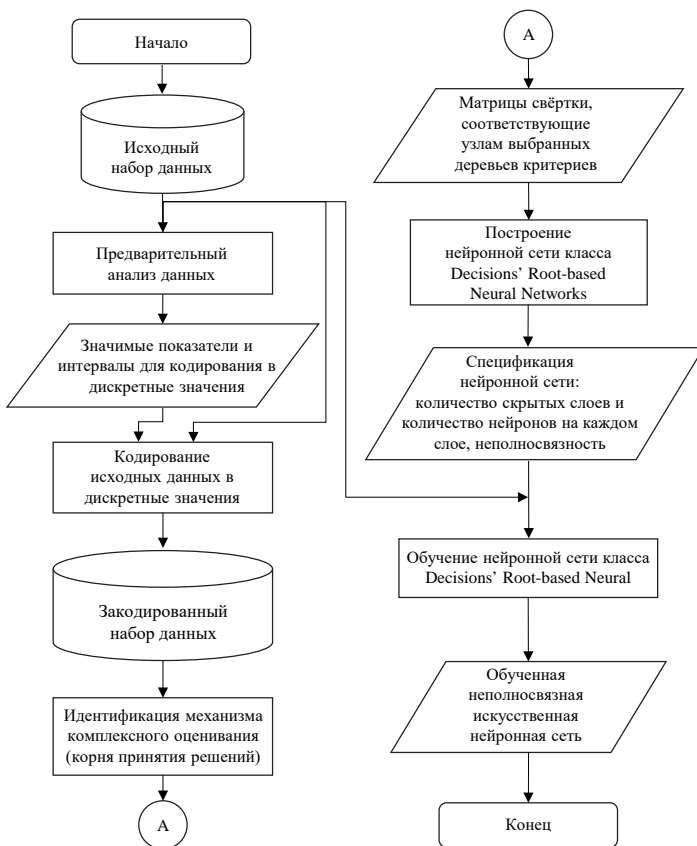 Начало
Исходный
набор данных
Предварительный
анализ данных
Значимые показатели и
интервалы для кодирования в
дискретные значения
Кодирование
исходных данных в
дискретные значения
Закодированный
набор данных
Идентификация механизма
комплексного оценивания
(корня принятия решений)
А
А
Матрицы свёртки,
соответствующие
узлам выбранных
деревьев критериев
Построение
нейронной сети класса
Decisions’ Root-based
Neural Networks
Спецификация
нейронной сети:
количество скрытых слоев и
количество нейронов на каждом
слое, неполносвязность
Обучение нейронной сети класса
Decisions’ Root-based Neural
Обученная
неполносвязная
искусственная
нейронная сеть
Конец